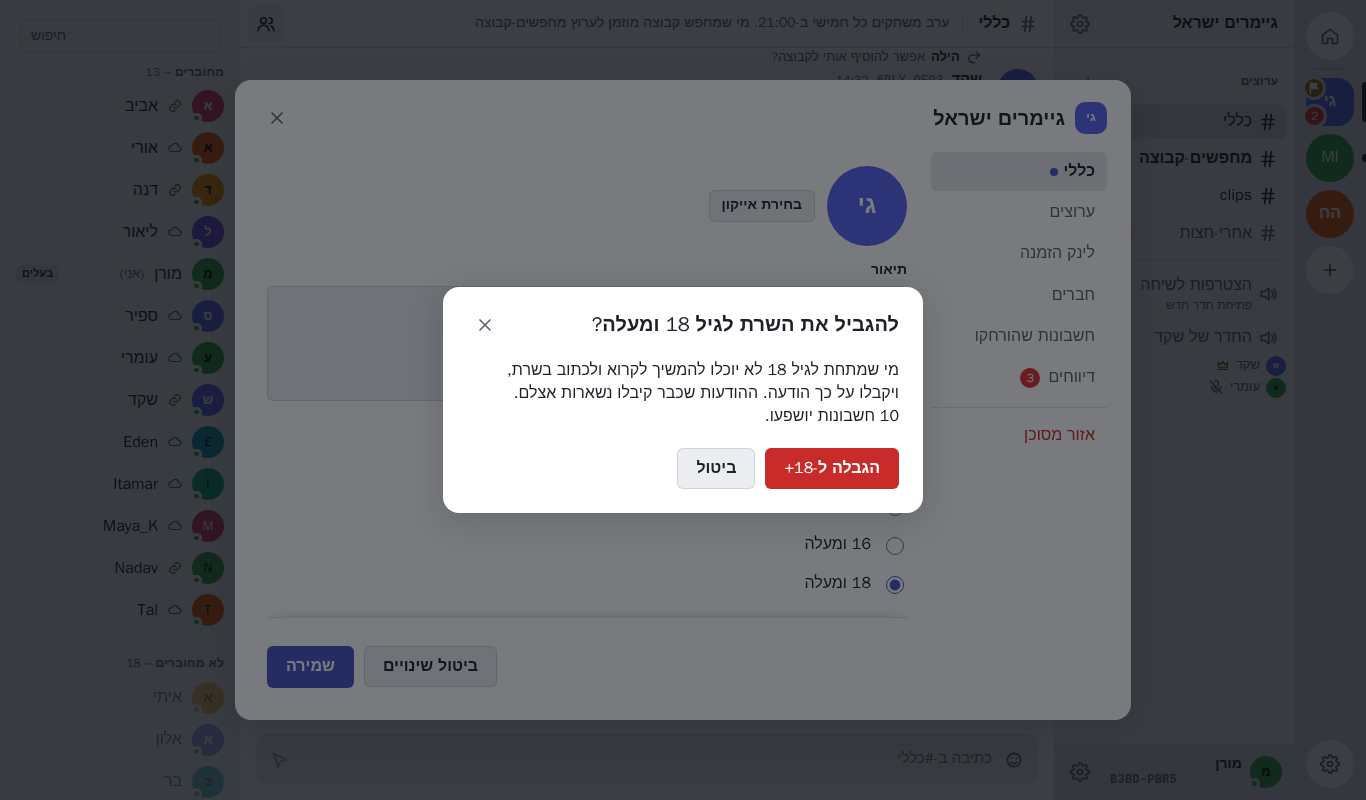 גיימרים ישראל
# כללי
ערב משחקים כל חמישי ב-21:00. מי שמחפש קבוצה מוזמן לערוץ מחפשים-קבוצה
חיפוש
הילה אפשר להוסיף אותי לקבוצה?
ערוצים
# כללי
# מחפשים-קבוצה
# clips
# אחרי-חצות
הצטרפות לשיחה
פתיחת חדר חדש
החדר של שקד
ש שקד
ע עומרי
גי
2
MI
הח
מורן
B3BD-PBR5
מ
גי גיימרים ישראל
כללי
ערוצים
לינק הזמנה
חברים
חשבונות שהורחקו
דיווחים 3
אזור מסוכן
גי
בחירת אייקון
תיאור
להגביל את השרת לגיל 18 ומעלה?
מי שמתחת לגיל 18 לא יוכלו להמשיך לקרוא ולכתוב בשרת,
ויקבלו על כך הודעה. ההודעות שכבר קיבלו נשארות אצלם.
10 חשבונות יושפעו.
הגבלה ל-18+
ביטול
16 ומעלה
18 ומעלה
ביטול שינויים
שמירה
כתיבה ב-#כללי
מחוברים – 13
א אביב
א אורי
ד דנה
ל ליאור
מ מורן (אני) בעלים
ס ספיר
ע עומרי
ש שקד
E Eden
I Itamar
M Maya_K
N Nadav
T Tal
לא מחוברים – 18
א איתי
א אלון
ב בר